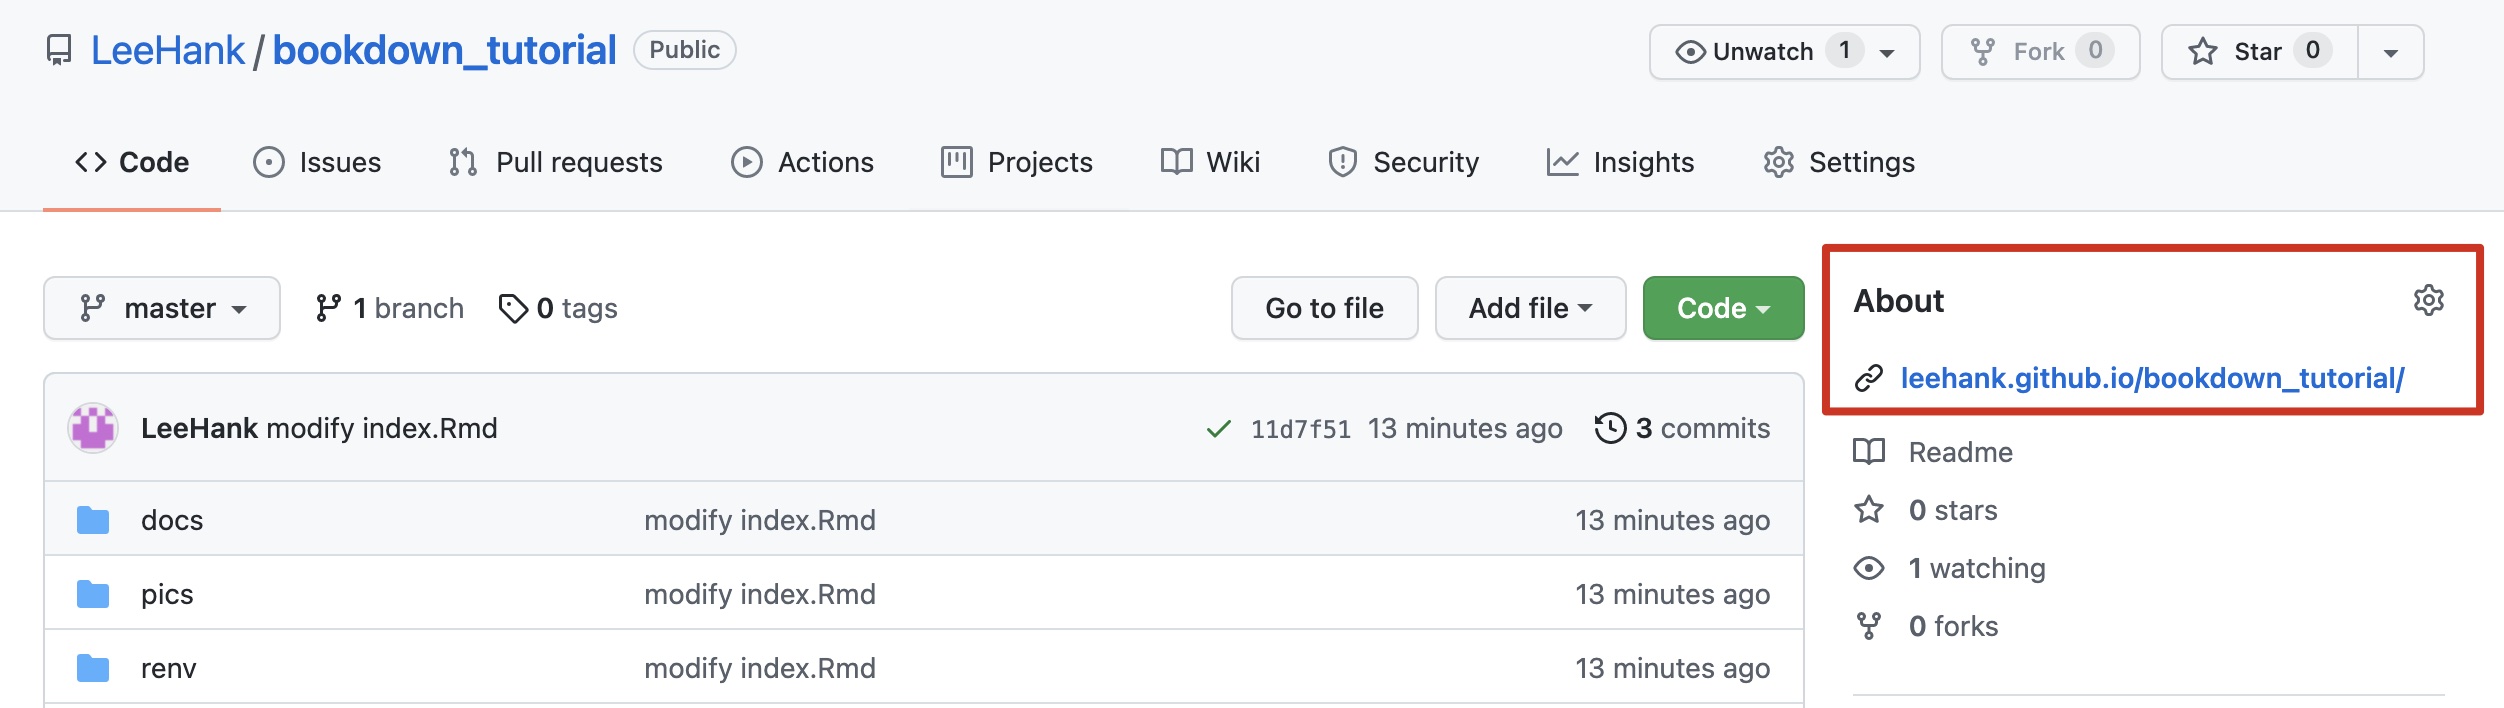 LeeHank / bookdown_tutorial Public
Unwatch 1 Fork 0 Star 0
Code Issues Pull requests Actions Projects Wiki Security Insights Settings
master 1 branch 0 tags Go to file Add file Code
About
leehank.github.io/bookdown_tutorial/
LeeHank modify index.Rmd 11d7f51 13 minutes ago 3 commits
Readme
docs modify index.Rmd 13 minutes ago
0 stars
1 watching
pics modify index.Rmd 13 minutes ago
0 forks
renv modify index.Rmd 13 minutes ago